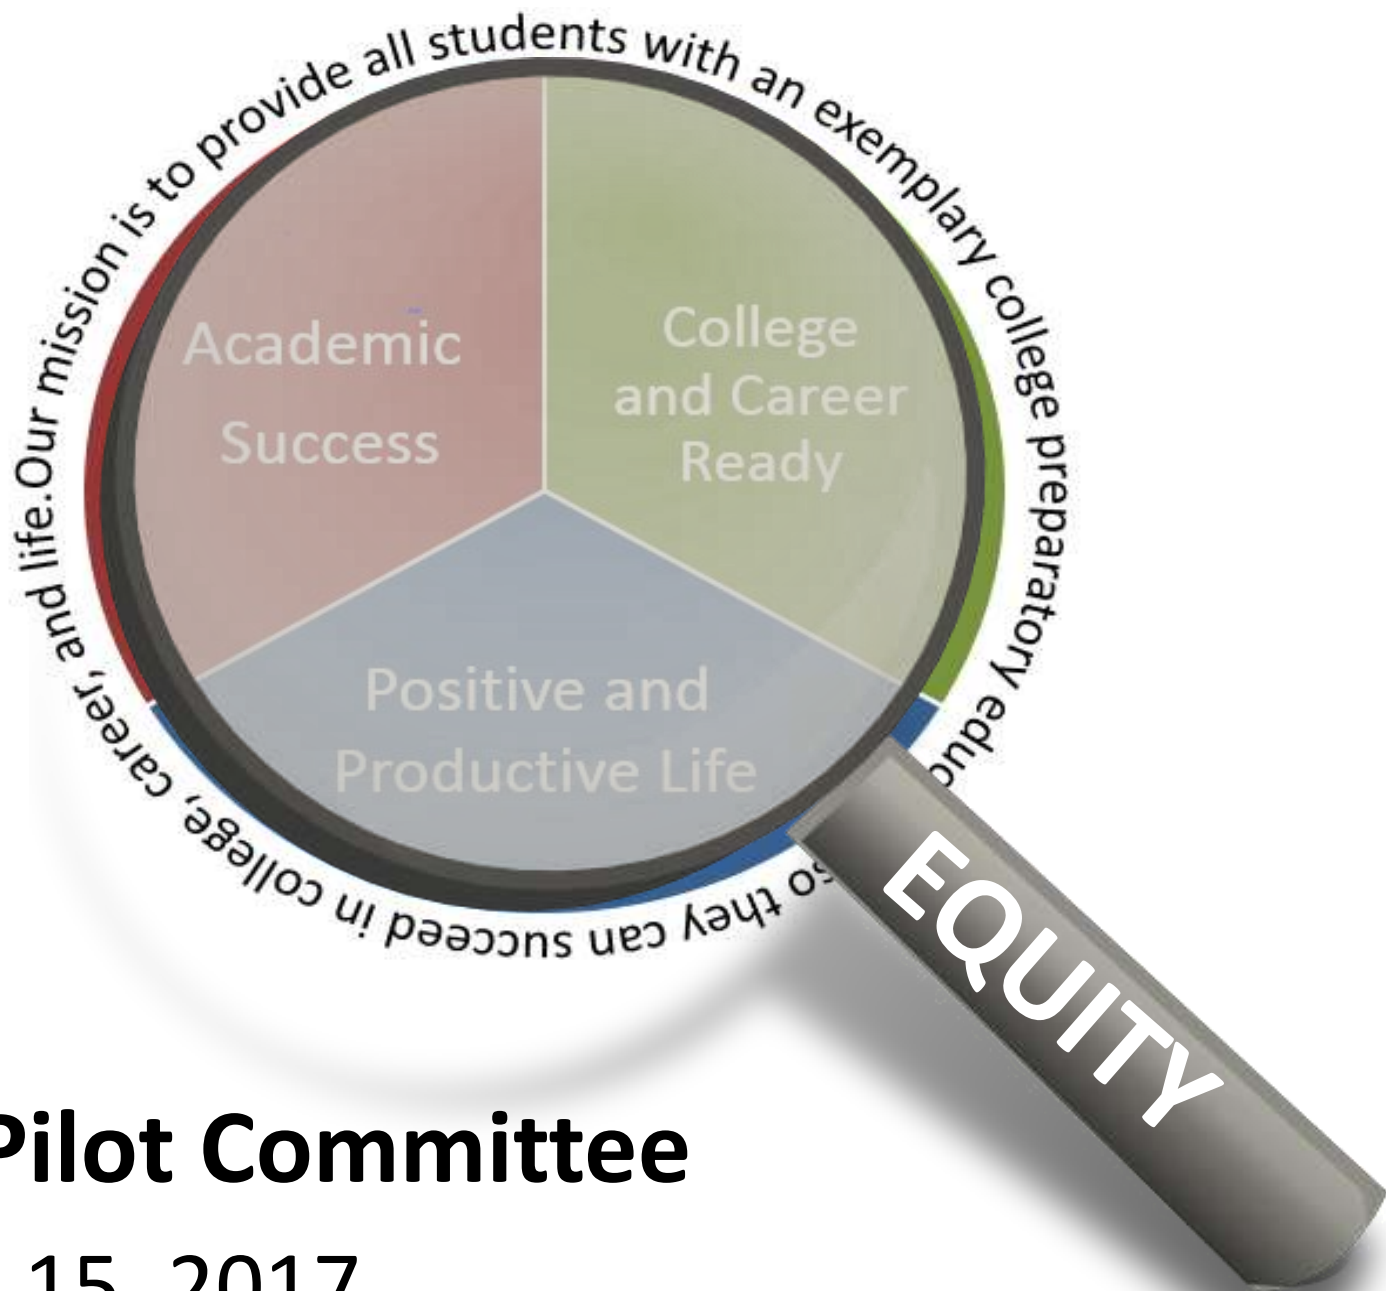 Our mission is to provide all students with an exemplary college preparatory
so they can succeed in college, career, and life.
Academic
Success
College
and Career
Ready
Positive and
Productive Life
EQUITY
Pilot Committee
15, 2017